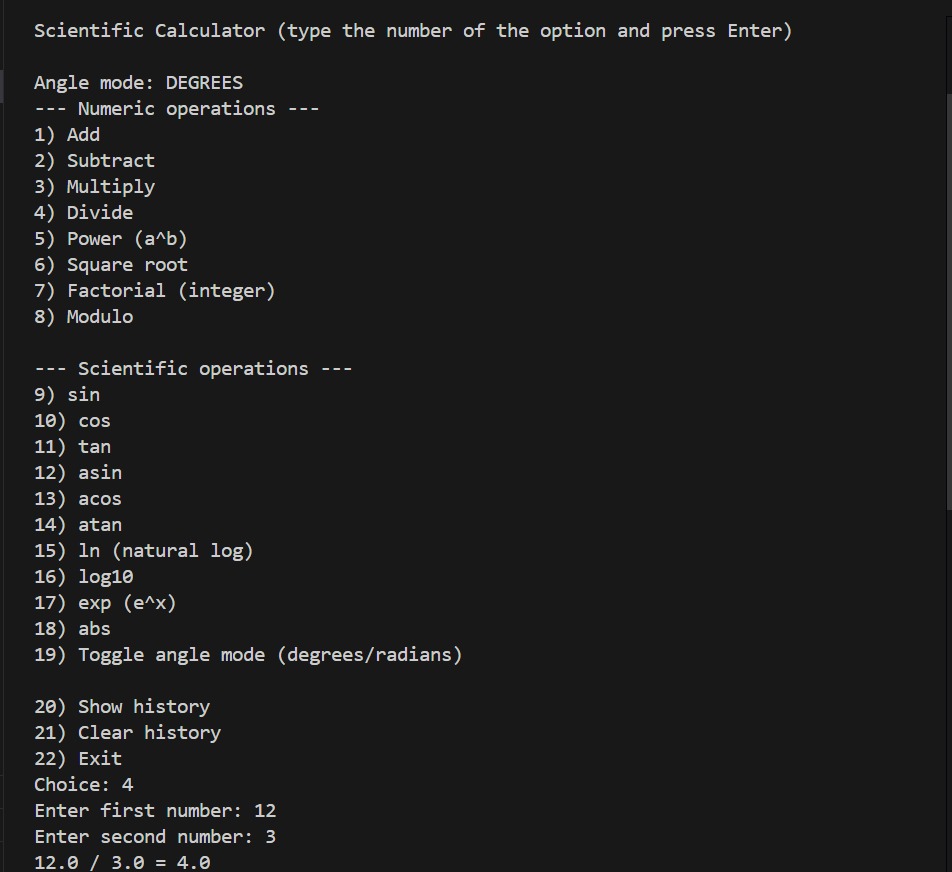 Scientific Calculator (type the number of the option and press Enter)
Angle mode: DEGREES
--- Numeric operations ---
1) Add
2) Subtract
3) Multiply
4) Divide
5) Power (a^b)
6) Square root
7) Factorial (integer)
8) Modulo
--- Scientific operations ---
9) sin
10) cos
11) tan
12) asin
13) acos
14) atan
15) ln (natural log)
16) log10
17) exp (e^x)
18) abs
19) Toggle angle mode (degrees/radians)
20) Show history
21) Clear history
22) Exit
Choice: 4
Enter first number: 12
Enter second number: 3
12.0 / 3.0 = 4.0